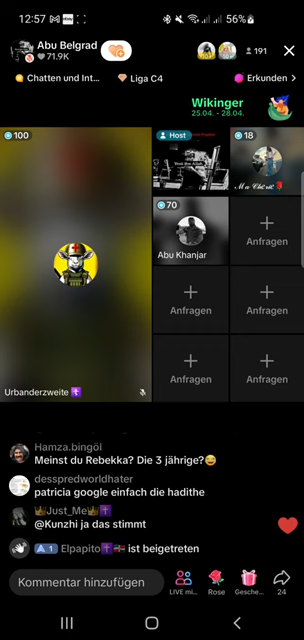 12:57 56%
Abu Belgrad
71.9K
191
Chatten und Int...
Liga C4
Erkunden >
Wikinger
25.04. - 28.04.
100
Host
18
70
Abu Khanjar
Anfragen
Anfragen
Anfragen
Anfragen
Anfragen
Urbanderzweite
Hamza.bingöl
Meinst du Rebekka? Die 3 jährige?😅
desspredworldhater
patricia google einfach die hadithe
👑Just_Me👑✝️
@Kunzhi ja das stimmt
1 Elpapito✝️🇩🇴 ist beigetreten
Kommentar hinzufügen
LIVE mi...
Rose
Gesche...
24